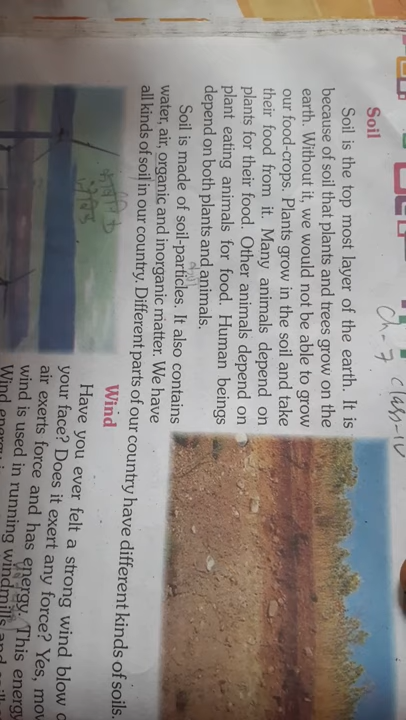 Ch-7 Class-IV
Soil
Soil is the top most layer of the earth. It is
because of soil that plants and trees grow on the
earth. Without it, we would not be able to grow
our food-crops. Plants grow in the soil and take
their food from it. Many animals depend on
plants for their food. Other animals depend on
plant eating animals for food. Human beings
depend on both plants and animals.
Soil is made of soil-particles. It also contains
water, air, organic and inorganic matter. We have
all kinds of soil in our country. Different parts of our country have different kinds of soils.
Wind
Have you ever felt a strong wind blow
your face? Does it exert any force? Yes, mov
air exerts force and has energy. This energy
wind is used in running windmills and
Wind